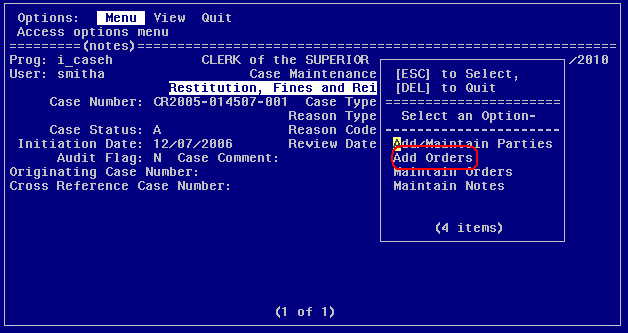 Options: Menu View Quit
Access options menu
(notes)
Prog: i_caseh CLERK of the SUPERIOR /2010
User: smitha Case Maintenance
Restitution, Fines and Rei
Case Number: CR2005-014507-001 Case Type
Reason Type
Case Status: A Reason Code
Initiation Date: 12/07/2006 Review Date
Audit Flag: N Case Comment:
Originating Case Number:
Cross Reference Case Number:
[ESC] to Select,
[DEL] to Quit
Select an Option-
Add/Maintain Parties
Add Orders
Maintain Orders
Maintain Notes
(4 items)
(1 of 1)